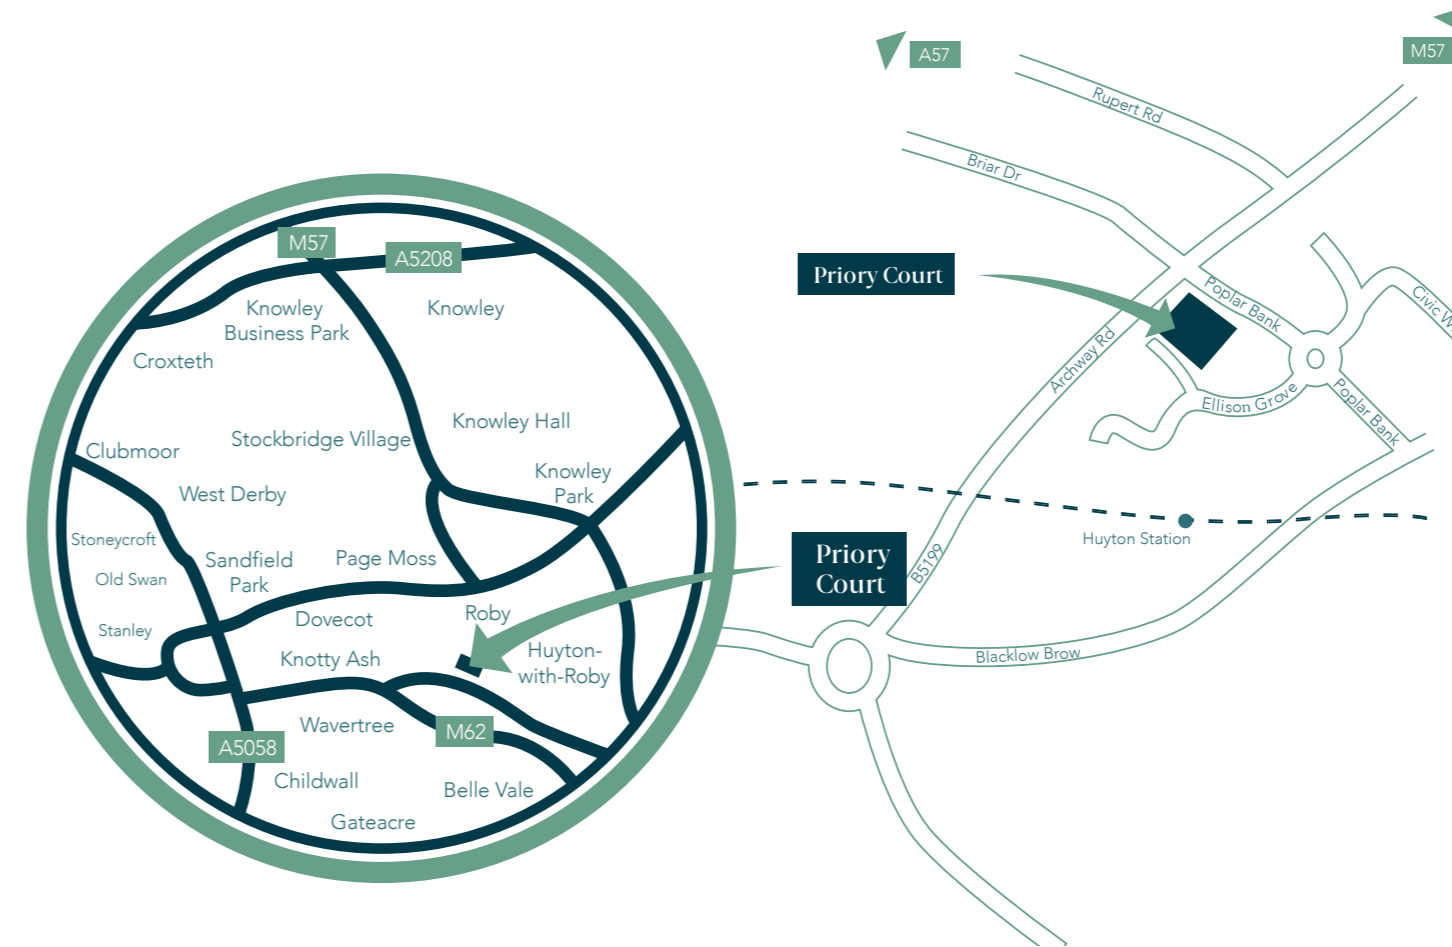 M57
A5208
Knowley
Business Park
Knowley
Croxteth
Knowley Hall
Stockbridge Village
Clubmoor
Knowley
Park
West Derby
Stoneycroft
Sandfield
Park
Page Moss
Old Swan
Roby
Dovecot
Stanley
Knotty Ash
Huyton-
with-Roby
Wavertree
M62
A5058
Childwall
Belle Vale
Gateacre
A57
M57
Rupert Rd
Briar Dr
Priory Court
Poplar Bank
Civic
Archway Rd
Ellison Grove
Poplar Bank
Huyton Station
Priory
Court
B5199
Blacklow Brow